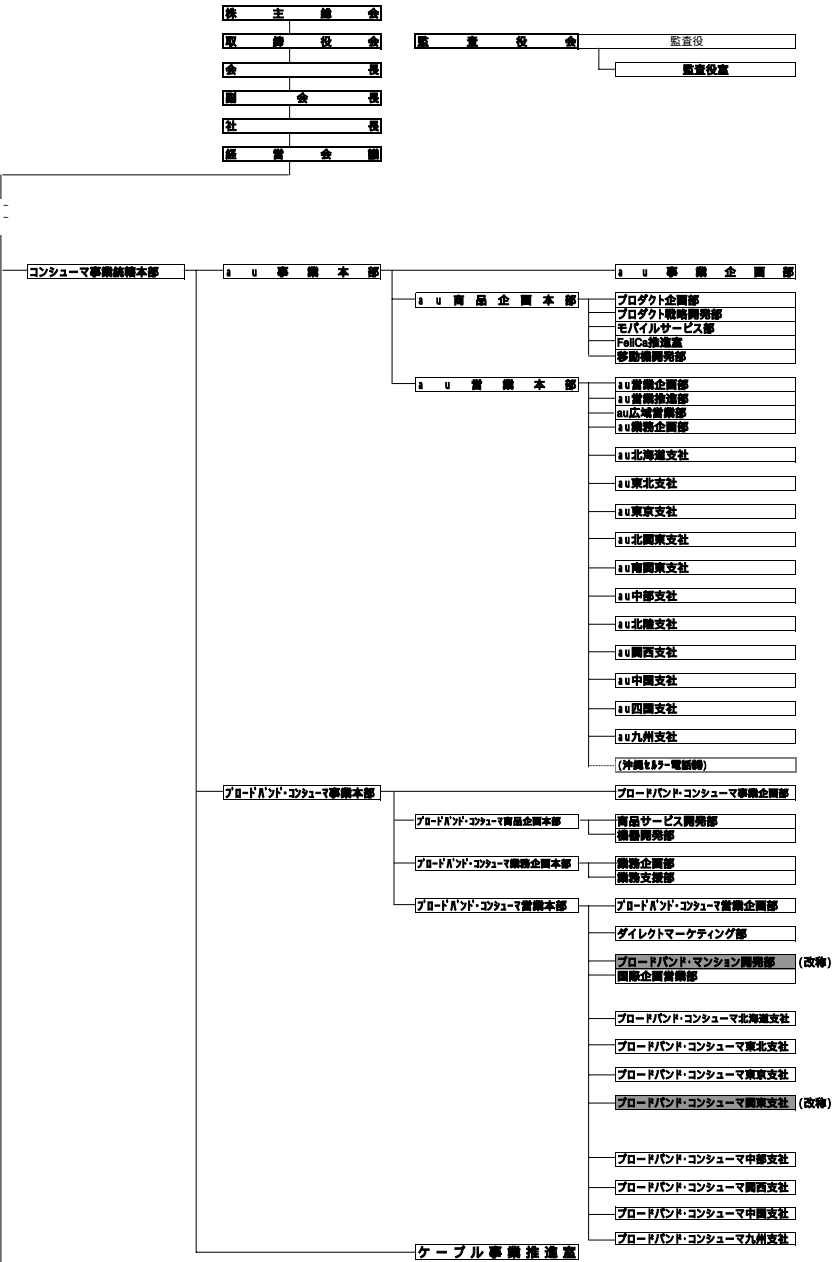 株主総会
取締役会
監査役会
監査役
会長
監査役室
副会長
社長
経営会議
~
~
コンシューマ事業統轄本部
au事業本部
au事業企画部
au商品企画本部
プロダクト企画部
プロダクト戦略開発部
モバイルサービス部
FeliCa推進室
移動機開発部
au営業本部
au営業企画部
au営業推進部
au広域営業部
au業務企画部
au北海道支社
au東北支社
au東京支社
au北関東支社
au南関東支社
au中部支社
au北陸支社
au関西支社
au中国支社
au四国支社
au九州支社
(沖縄ｾﾙﾗｰ電話㈱)
ﾌﾞﾛｰﾄﾞﾊﾞﾝﾄﾞ･ｺﾝｼｭｰﾏ事業本部
ブロードバンド･コンシューマ事業企画部
ﾌﾞﾛｰﾄﾞﾊﾞﾝﾄﾞ･ｺﾝｼｭｰﾏ商品企画本部
商品サービス開発部
機器開発部
ﾌﾞﾛｰﾄﾞﾊﾞﾝﾄﾞ･ｺﾝｼｭｰﾏ業務企画本部
業務企画部
業務支援部
ﾌﾞﾛｰﾄﾞﾊﾞﾝﾄﾞ･ｺﾝｼｭｰﾏ営業本部
ﾌﾞﾛｰﾄﾞﾊﾞﾝﾄﾞ･ｺﾝｼｭｰﾏ営業企画部
ダイレクトマーケティング部
ブロードバンド･マンション開発部 (改称)
国際企画営業部
ブロードバンド･コンシューマ北海道支社
ブロードバンド･コンシューマ東北支社
ブロードバンド･コンシューマ東京支社
ブロードバンド･コンシューマ関東支社 (改称)
ブロードバンド･コンシューマ中部支社
ブロードバンド･コンシューマ関西支社
ブロードバンド･コンシューマ中国支社
ブロードバンド･コンシューマ九州支社
ケーブル事業推進室